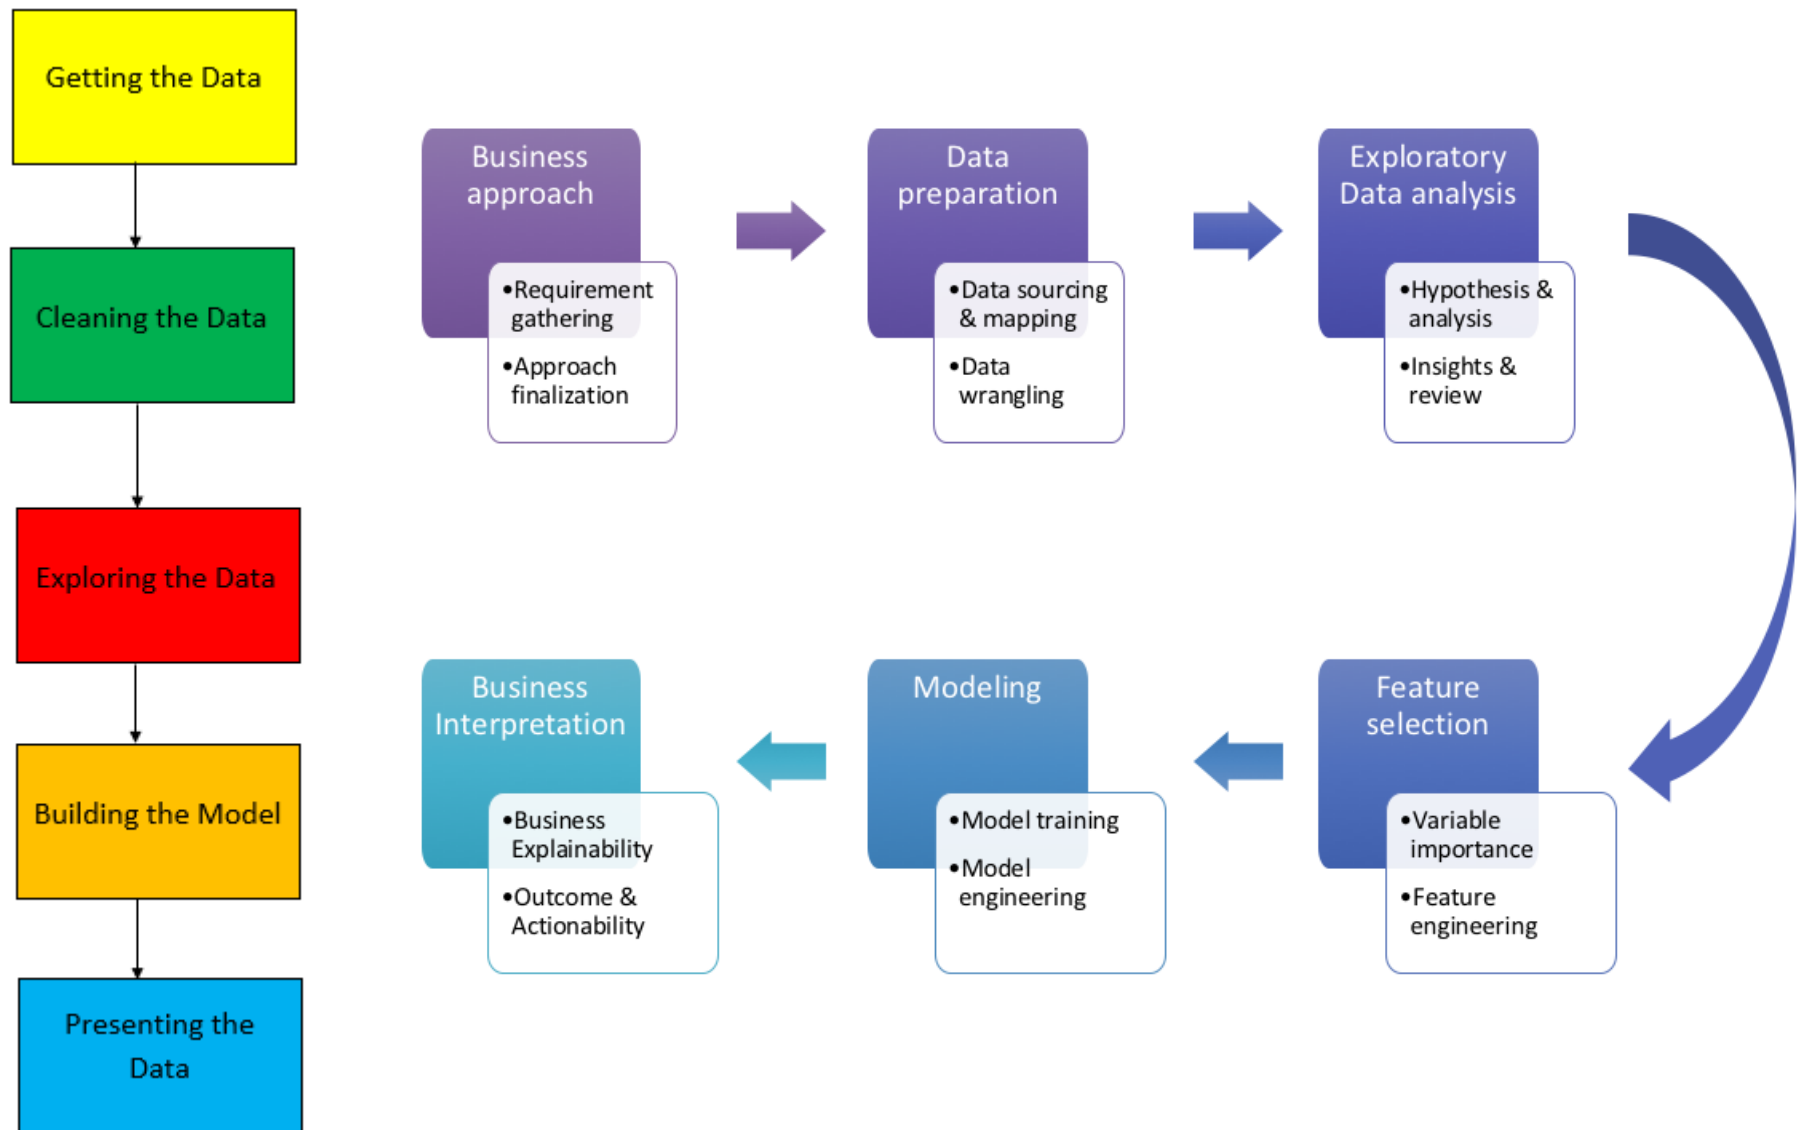 Getting the Data
Cleaning the Data
Exploring the Data
Building the Model
Presenting the
Data
Business
approach
•Requirement
gathering
•Approach
finalization
Data
preparation
•Data sourcing
& mapping
•Data
wrangling
Exploratory
Data analysis
•Hypothesis &
analysis
•Insights &
review
Feature
selection
•Variable
importance
•Feature
engineering
Modeling
•Model training
•Model
engineering
Business
Interpretation
•Business
Explainability
•Outcome &
Actionability